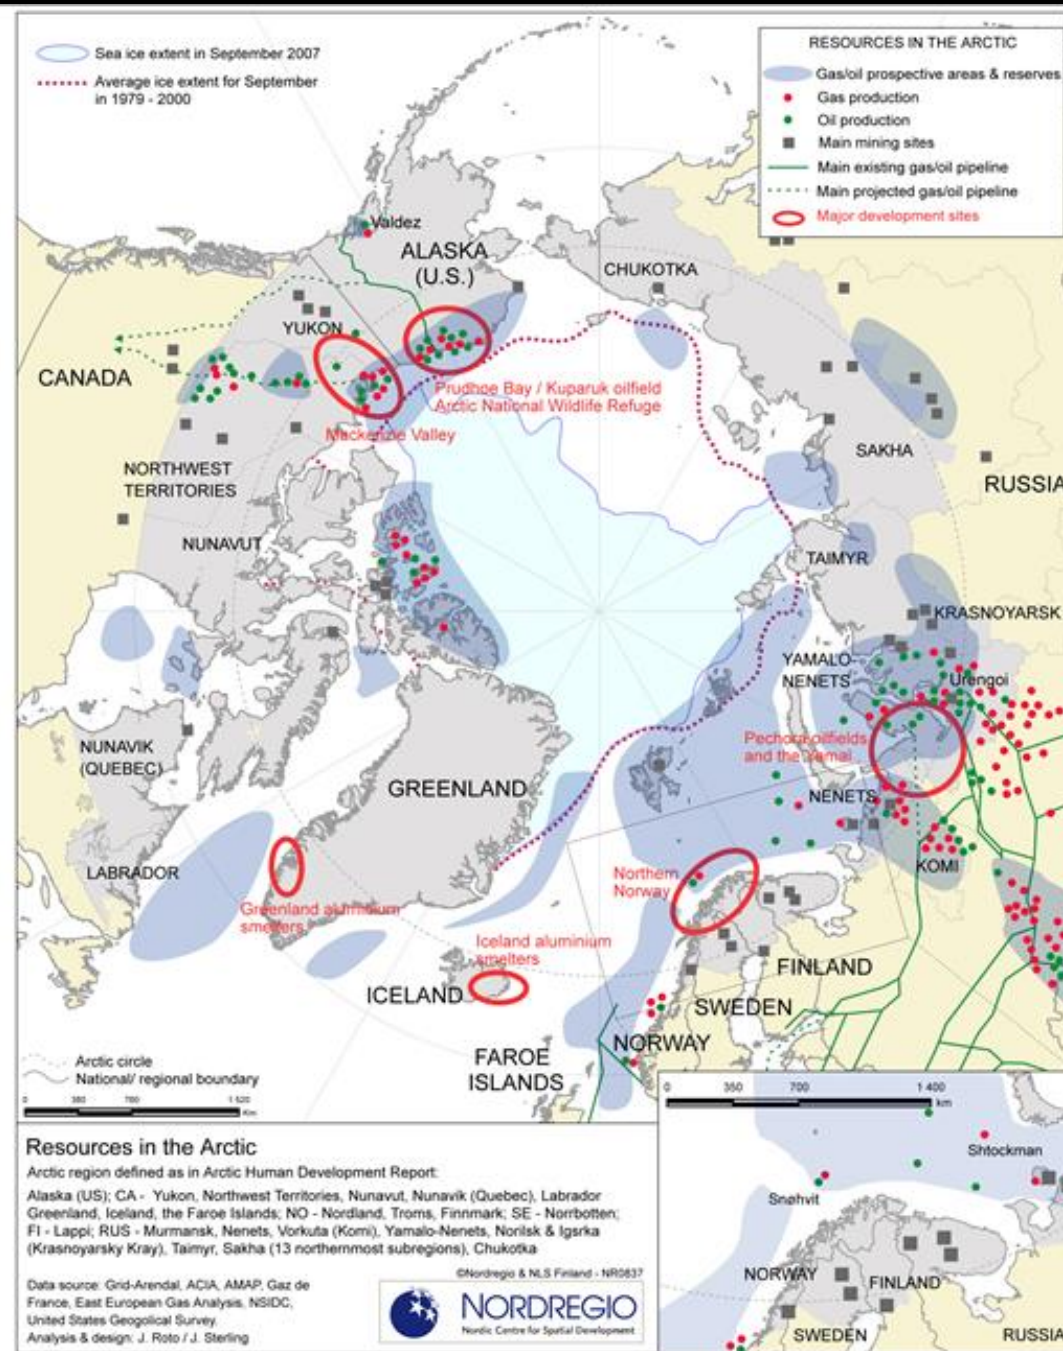 Sea ice extent in September 2007
Average ice extent for September
in 1979 - 2000
RESOURCES IN THE ARCTIC
Gas/oil prospective areas & reserves
Gas production
Oil production
Main mining sites
Main existing gas/oil pipeline
Main projected gas/oil pipeline
Major development sites
Valdez
ALASKA
(U.S.)
CHUKOTKA
YUKON
CANADA
Prudhoe Bay / Kuparuk oilfield
Arctic National Wildlife Refuge
Mackenzie Valley
SAKHA
NORTHWEST
TERRITORIES
RUSSIA
NUNAVUT
TAIMYR
KRASNOYARSK
YAMALO-
NENETS
Urengoi
NUNAVIK
(QUEBEC)
Pechora oilfields
and the Yamal
GREENLAND
NENETS
LABRADOR
KOMI
Northern
Norway
Greenland aluminium
smelters
Iceland aluminium
smelters
FINLAND
ICELAND
SWEDEN
NORWAY
FAROE
ISLANDS
Arctic circle
National/ regional boundary
0 350 700 1 400
km
Km
Shtockman
Snøhvit
NORWAY
FINLAND
SWEDEN
RUSSIA
Resources in the Arctic
Arctic region defined as in Arctic Human Development Report:
Alaska (US); CA - Yukon, Northwest Territories, Nunavut, Nunavik (Quebec), Labrador
Greenland, Iceland, the Faroe Islands; NO - Nordland, Troms, Finnmark; SE - Norrbotten;
FI - Lappi; RUS - Murmansk, Nenets, Vorkuta (Komi), Yamalo-Nenets, Norilsk & Igsrka
(Krasnoyarsky Kray), Taimyr, Sakha (13 northernmost subregions), Chukotka
©Nordregio & NLS Finland - NR0837
Data source: Grid-Arendal, ACIA, AMAP, Gaz de
France, East European Gas Analysis, NSIDC,
United States Geogolical Survey.
Analysis & design: J. Roto / J. Sterling
NORDREGIO
Nordic Centre for Spatial Development